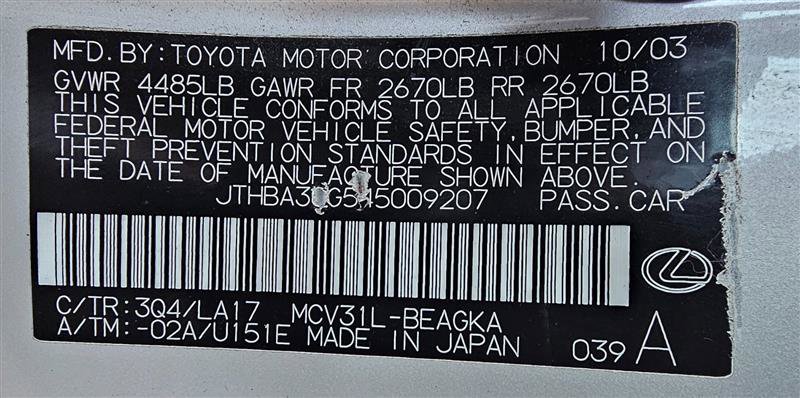 MFD. BY: TOYOTA MOTOR CORPORATION 10/03
GVWR 4485LB GAWR FR 2670LB RR 2670LB
THIS VEHICLE CONFORMS TO ALL APPLICABLE
FEDERAL MOTOR VEHICLE SAFETY, BUMPER, AND
THEFT PREVENTION STANDARDS IN EFFECT ON
THE DATE OF MANUFACTURE SHOWN ABOVE.
PASS.CAR
C/TR: 3Q4/LA17 MCV31L-BEAGKA
A/TM: -02A/U151E MADE IN JAPAN 039 A